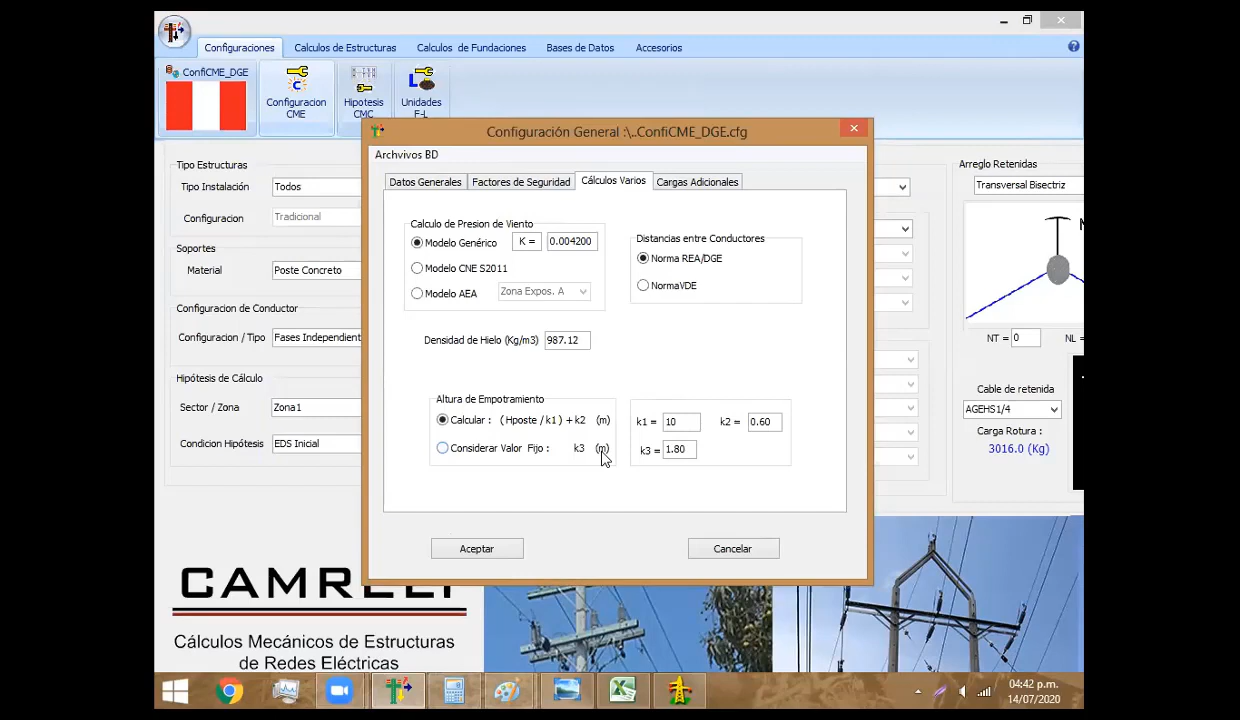 Configuraciones
Calculos de Estructuras
Calculos de Fundaciones
Bases de Datos
Accesorios
ConfiCME_DGE
Configuracion
CME
Hipotesis
CMC
Unidades
F-L
Configuración General :\..ConfiCME_DGE.cfg
Archvivos BD
Datos Generales
Factores de Seguridad
Cálculos Varios
Cargas Adicionales
Tipo Estructuras
Tipo Instalación
Todos
Configuracion
Tradicional
Soportes
Material
Poste Concreto
Configuracion de Conductor
Configuracion / Tipo
Fases Independient
Hipótesis de Cálculo
Sector / Zona
Zona1
Condicion Hipótesis
EDS Inicial
Calculo de Presion de Viento
Modelo Genérico
K =
0.004200
Modelo CNE S2011
Modelo AEA
Zona Expos. A
Distancias entre Conductores
Norma REA/DGE
NormaVDE
Densidad de Hielo (Kg/m3)
987.12
Altura de Empotramiento
Calcular : (Hposte /k1) +k2 (m)
Considerar Valor Fijo : k3 (m)
k1 =
10
k2 =
0.60
k3 =
1.80
Aceptar
Cancelar
Arreglo Retenidas
Transversal Bisectriz
NT =
0
NL =
Cable de retenida
AGEHS1/4
Carga Rotura :
3016.0 (Kg)
Cálculos Mecánicos de Estructuras
de Redes Eléctricas
04:42 p.m.
14/07/2020